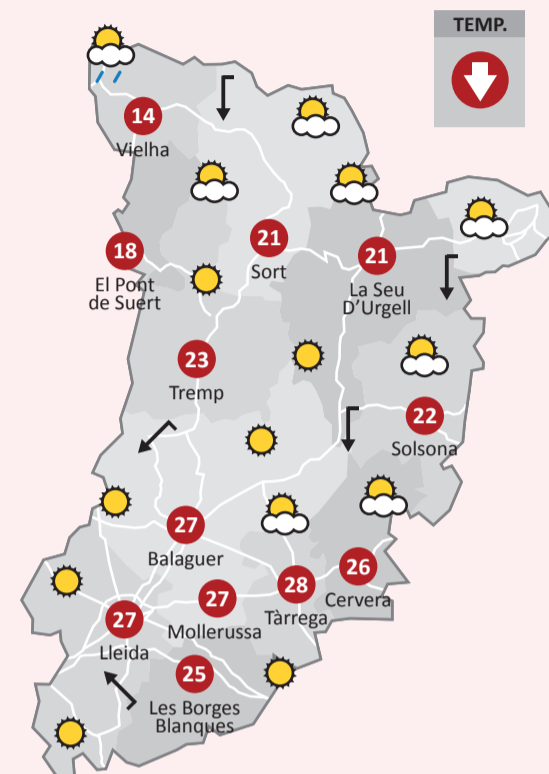 TEMP.
14
Vielha
18
El Pont
de Suert
21
Sort
21
La Seu
D'Urgell
23
Tremp
22
Solsona
27
Balaguer
27
Mollerussa
28
Tàrrega
26
Cervera
27
Lleida
25
Les Borges
Blanques